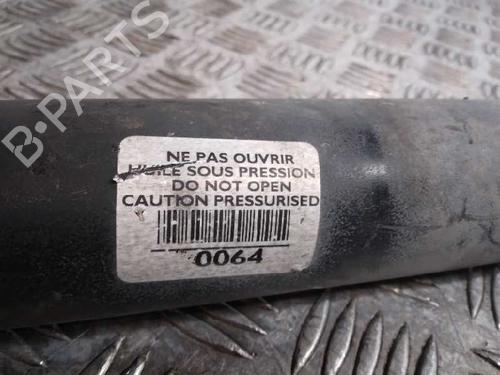 B-PARTS
NE PAS OUVRIR
HUILE SOUS PRESSION
DO NOT OPEN
CAUTION PRESSURISED
0064